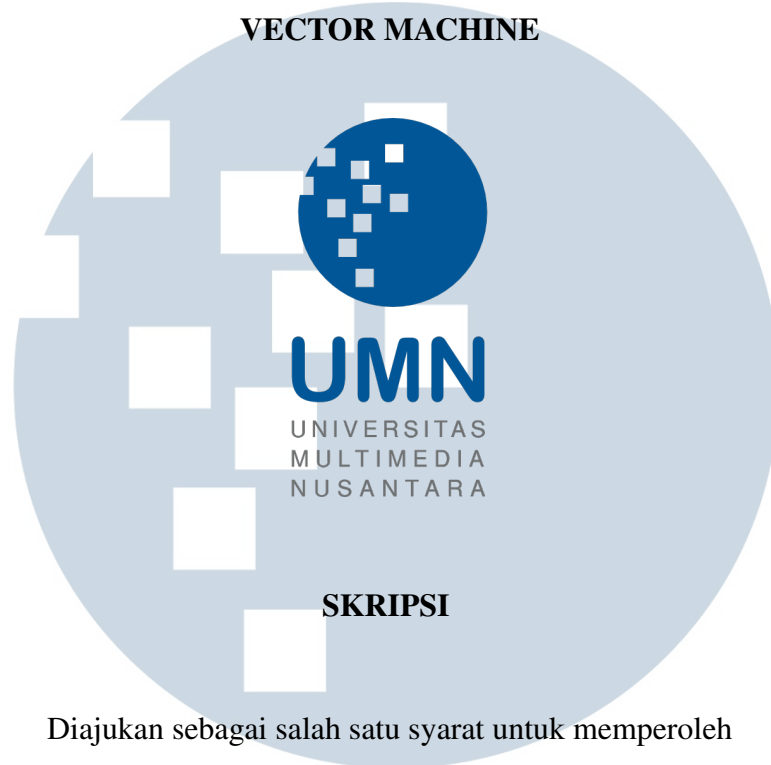 VECTOR MACHINE
UMN
UNIVERSITAS
MULTIMEDIA
NUSANTARA
SKRIPSI
Diajukan sebagai salah satu syarat untuk memperoleh